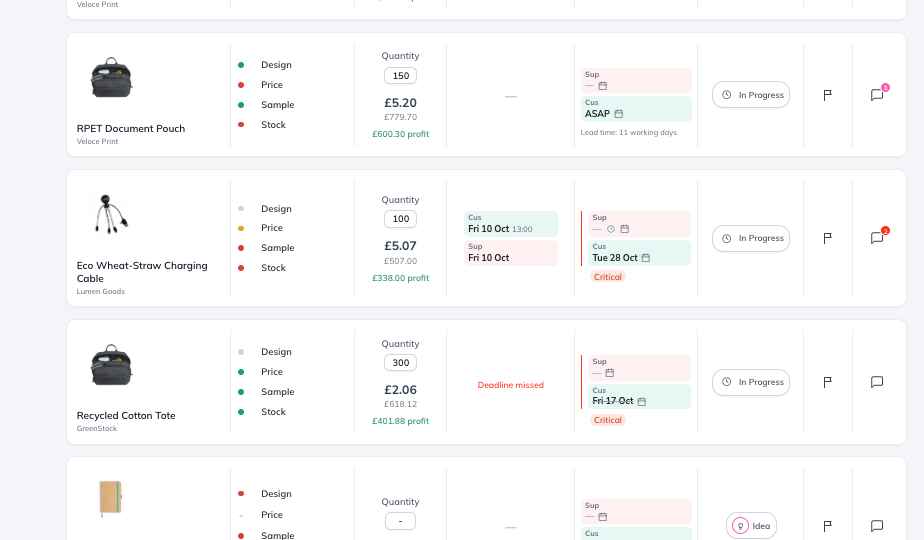 Veloce Print
RPET Document Pouch
Veloce Print
Design
Price
Sample
Stock
Quantity
150
£5.20
£779.70
£600.30 profit
—
Sup
—
Cus
ASAP
Lead time: 11 working days
In Progress
Eco Wheat-Straw Charging
Cable
Lumen Goods
Design
Price
Sample
Stock
Quantity
100
£5.07
£507.00
£338.00 profit
Cus
Fri 10 Oct 13:00
Sup
Fri 10 Oct
Sup
—
Cus
Tue 28 Oct
Critical
In Progress
Recycled Cotton Tote
GreenStock
Design
Price
Sample
Stock
Quantity
300
£2.06
£618.12
£401.88 profit
Deadline missed
Sup
—
Cus
Fri 17 Oct
Critical
In Progress
Design
Price
Sample
Quantity
-
—
Sup
—
Cus
Idea